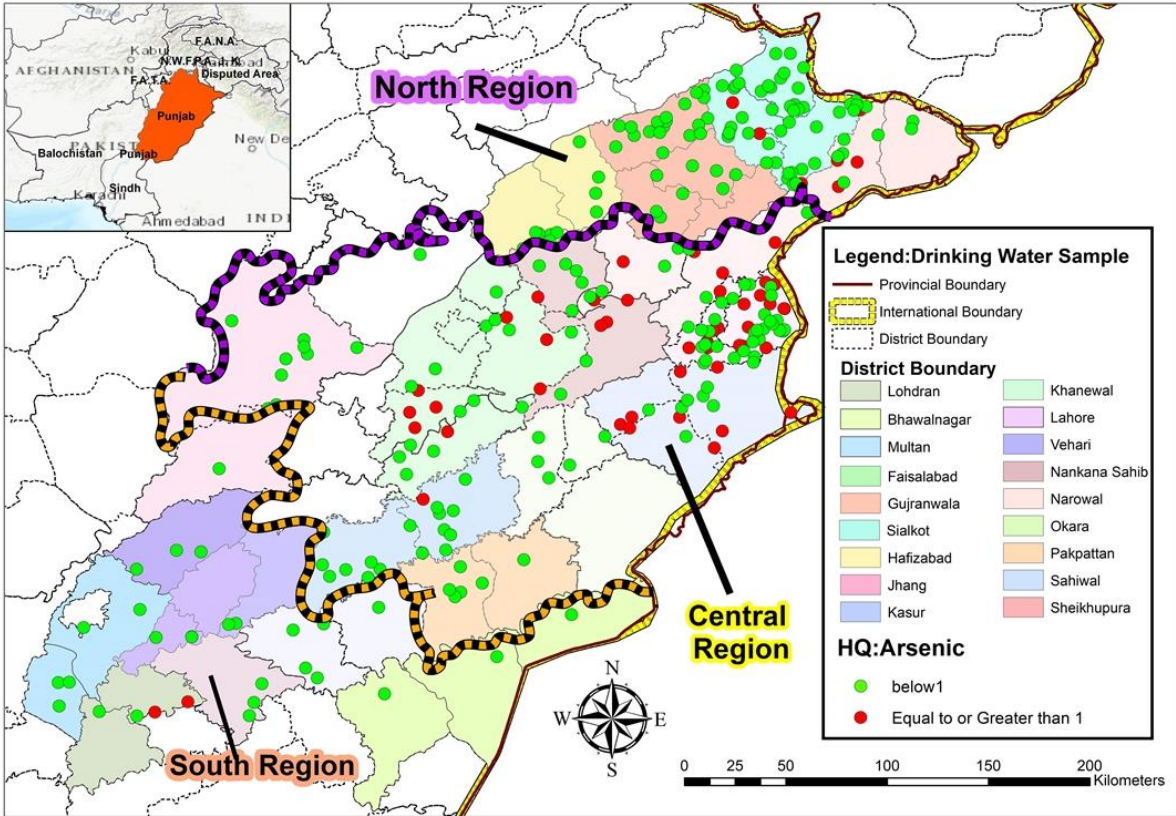 F.A.N.A.
Kabul
N.W.F.P.A.J.K.
AFGHANISTAN
Disputed Area
F.A.T.A.
Punjab
PAKIST
New De
Balochistan
Punjab
Sindh
Karachi
Ahmedabad
INDI
North Region
Central
Region
South Region
Legend:Drinking Water Sample
Provincial Boundary
International Boundary
District Boundary
District Boundary
Lohdran
Bhawalnagar
Multan
Faisalabad
Gujranwala
Sialkot
Hafizabad
Jhang
Kasur
Khanewal
Lahore
Vehari
Nankana Sahib
Narowal
Okara
Pakpattan
Sahiwal
Sheikhupura
HQ:Arsenic
below1
Equal to or Greater than 1
N
W
E
S
0 25 50 100 150 200
Kilometers